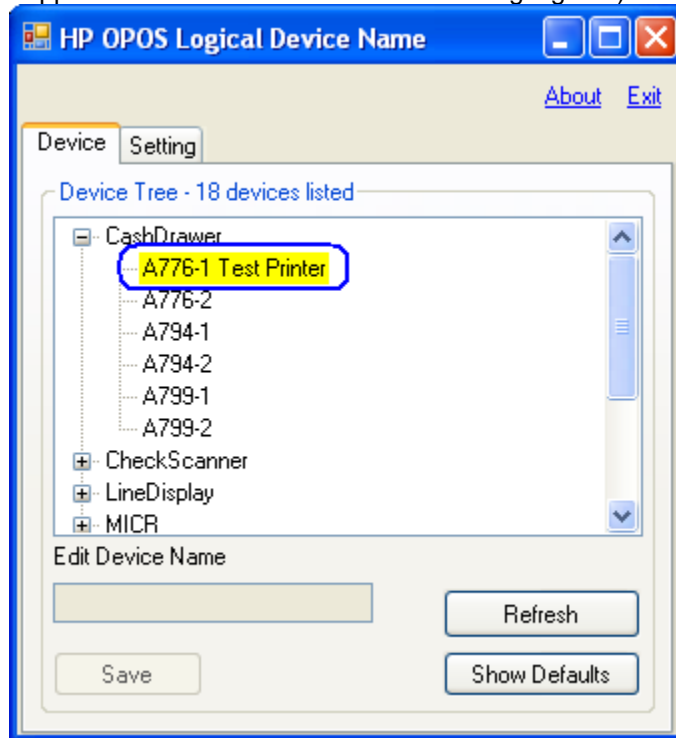 HP OPOS Logical Device Name
About Exit
Device Setting
Device Tree - 18 devices listed
CashDrawer
A776-1 Test Printer
A776-2
A794-1
A794-2
A799-1
A799-2
CheckScanner
LineDisplay
MICR
Edit Device Name
Refresh
Save Show Defaults